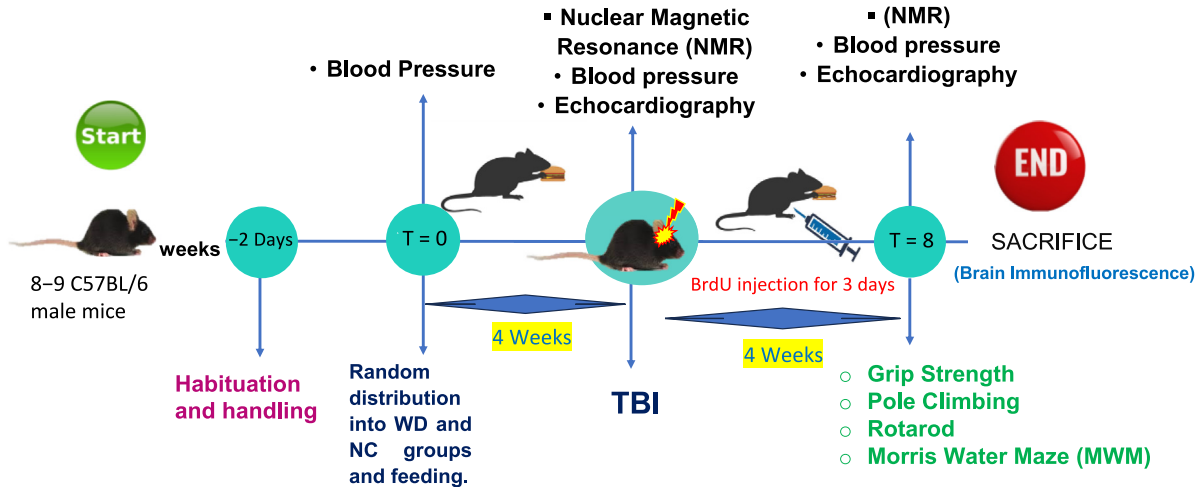 Start
8–9 C57BL/6
male mice
weeks
–2 Days
Habituation
and handling
• Blood Pressure
T = 0
Random
distribution
into WD and
NC groups
and feeding.
4 Weeks
▪ Nuclear Magnetic
Resonance (NMR)
• Blood pressure
• Echocardiography
TBI
BrdU injection for 3 days
4 Weeks
▪ (NMR)
• Blood pressure
• Echocardiography
T = 8
○ Grip Strength
○ Pole Climbing
○ Rotarod
○ Morris Water Maze (MWM)
END
SACRIFICE
(Brain Immunofluorescence)